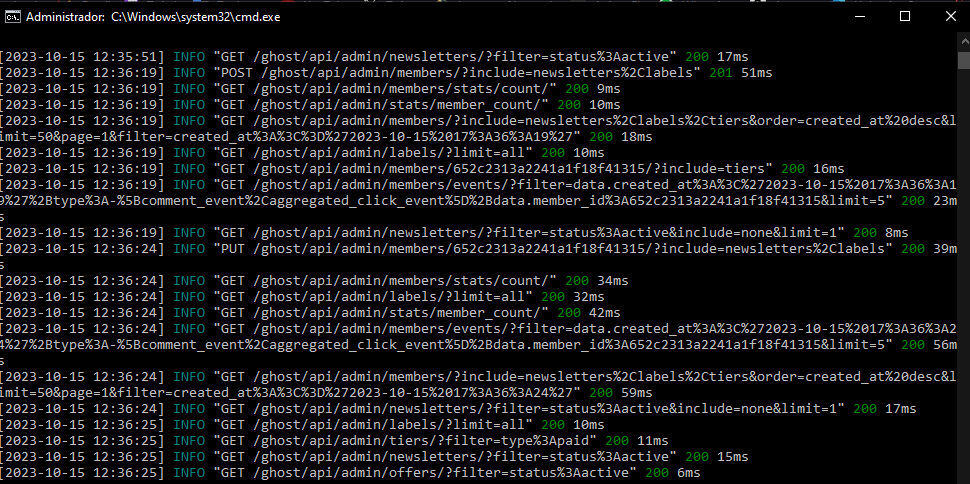 Administrador: C:\Windows\system32\cmd.exe
[2023-10-15 12:35:51] INFO "GET /ghost/api/admin/newsletters/?filter=status%3Aactive" 200 17ms
[2023-10-15 12:36:19] INFO "POST /ghost/api/admin/members/?include=newsletters%2Clabels" 201 51ms
[2023-10-15 12:36:19] INFO "GET /ghost/api/admin/members/stats/count/" 200 9ms
[2023-10-15 12:36:19] INFO "GET /ghost/api/admin/stats/member_count/" 200 10ms
[2023-10-15 12:36:19] INFO "GET /ghost/api/admin/members/?include=newsletters%2Clabels%2Ctiers&order=created_at%20desc&l
imit=50&page=1&filter=created_at%3A%3C%3D%272023-10-15%2017%3A36%3A19%27" 200 18ms
[2023-10-15 12:36:19] INFO "GET /ghost/api/admin/labels/?limit=all" 200 10ms
[2023-10-15 12:36:19] INFO "GET /ghost/api/admin/members/652c2313a2241a1f18f41315/?include=tiers" 200 16ms
[2023-10-15 12:36:19] INFO "GET /ghost/api/admin/members/events/?filter=data.created_at%3A%3C%272023-10-15%2017%3A36%3A1
9%27%2Btype%3A-%5Bcomment_event%2Caggregated_click_event%5D%2Bdata.member_id%3A652c2313a2241a1f18f41315&limit=5" 200 23m
s
[2023-10-15 12:36:19] INFO "GET /ghost/api/admin/newsletters/?filter=status%3Aactive&include=none&limit=1" 200 8ms
[2023-10-15 12:36:24] INFO "PUT /ghost/api/admin/members/652c2313a2241a1f18f41315/?include=newsletters%2Clabels" 200 39m
s
[2023-10-15 12:36:24] INFO "GET /ghost/api/admin/members/stats/count/" 200 34ms
[2023-10-15 12:36:24] INFO "GET /ghost/api/admin/labels/?limit=all" 200 32ms
[2023-10-15 12:36:24] INFO "GET /ghost/api/admin/stats/member_count/" 200 42ms
[2023-10-15 12:36:24] INFO "GET /ghost/api/admin/members/events/?filter=data.created_at%3A%3C%272023-10-15%2017%3A36%3A2
4%27%2Btype%3A-%5Bcomment_event%2Caggregated_click_event%5D%2Bdata.member_id%3A652c2313a2241a1f18f41315&limit=5" 200 56m
s
[2023-10-15 12:36:24] INFO "GET /ghost/api/admin/members/?include=newsletters%2Clabels%2Ctiers&order=created_at%20desc&l
imit=50&page=1&filter=created_at%3A%3C%3D%272023-10-15%2017%3A36%3A24%27" 200 59ms
[2023-10-15 12:36:24] INFO "GET /ghost/api/admin/newsletters/?filter=status%3Aactive&include=none&limit=1" 200 17ms
[2023-10-15 12:36:25] INFO "GET /ghost/api/admin/labels/?limit=all" 200 10ms
[2023-10-15 12:36:25] INFO "GET /ghost/api/admin/tiers/?filter=type%3Apaid" 200 11ms
[2023-10-15 12:36:25] INFO "GET /ghost/api/admin/newsletters/?filter=status%3Aactive" 200 15ms
[2023-10-15 12:36:25] INFO "GET /ghost/api/admin/offers/?filter=status%3Aactive" 200 6ms